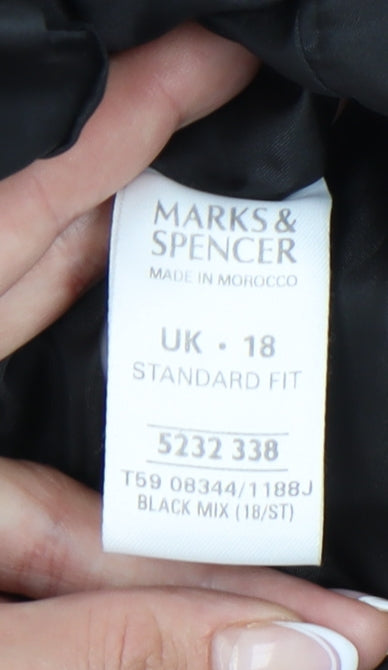 MARKS &
SPENCER
MADE IN MOROCCO
UK · 18
STANDARD FIT
5232 338
T59 08344/1188J
BLACK MIX (18/ST)